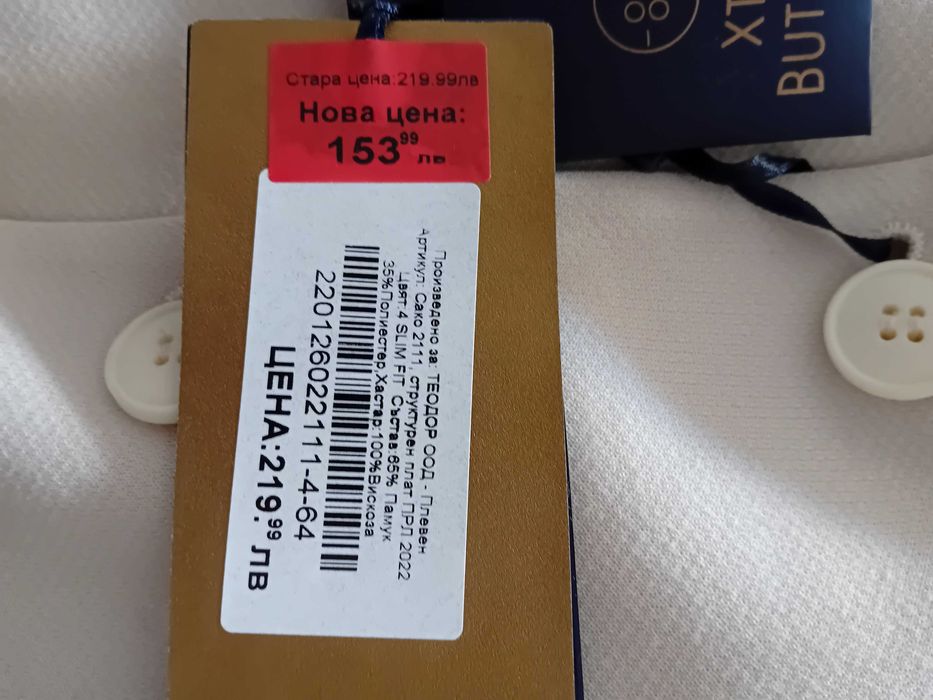 Стара цена:219.99лв
Нова цена:
153 99 лв
Произведено за: ТЕОДОР ООД - Плевен
Артикул: Сако 2111, структурен плат ПРЛ 2022
Цвят:4 SLIM FIT Състав:65% Памук
35%Полиестер,Хастар:100%Вискоза
2201260222111-4-64
ЦЕНА:219.99 ЛВ
XT
BUT